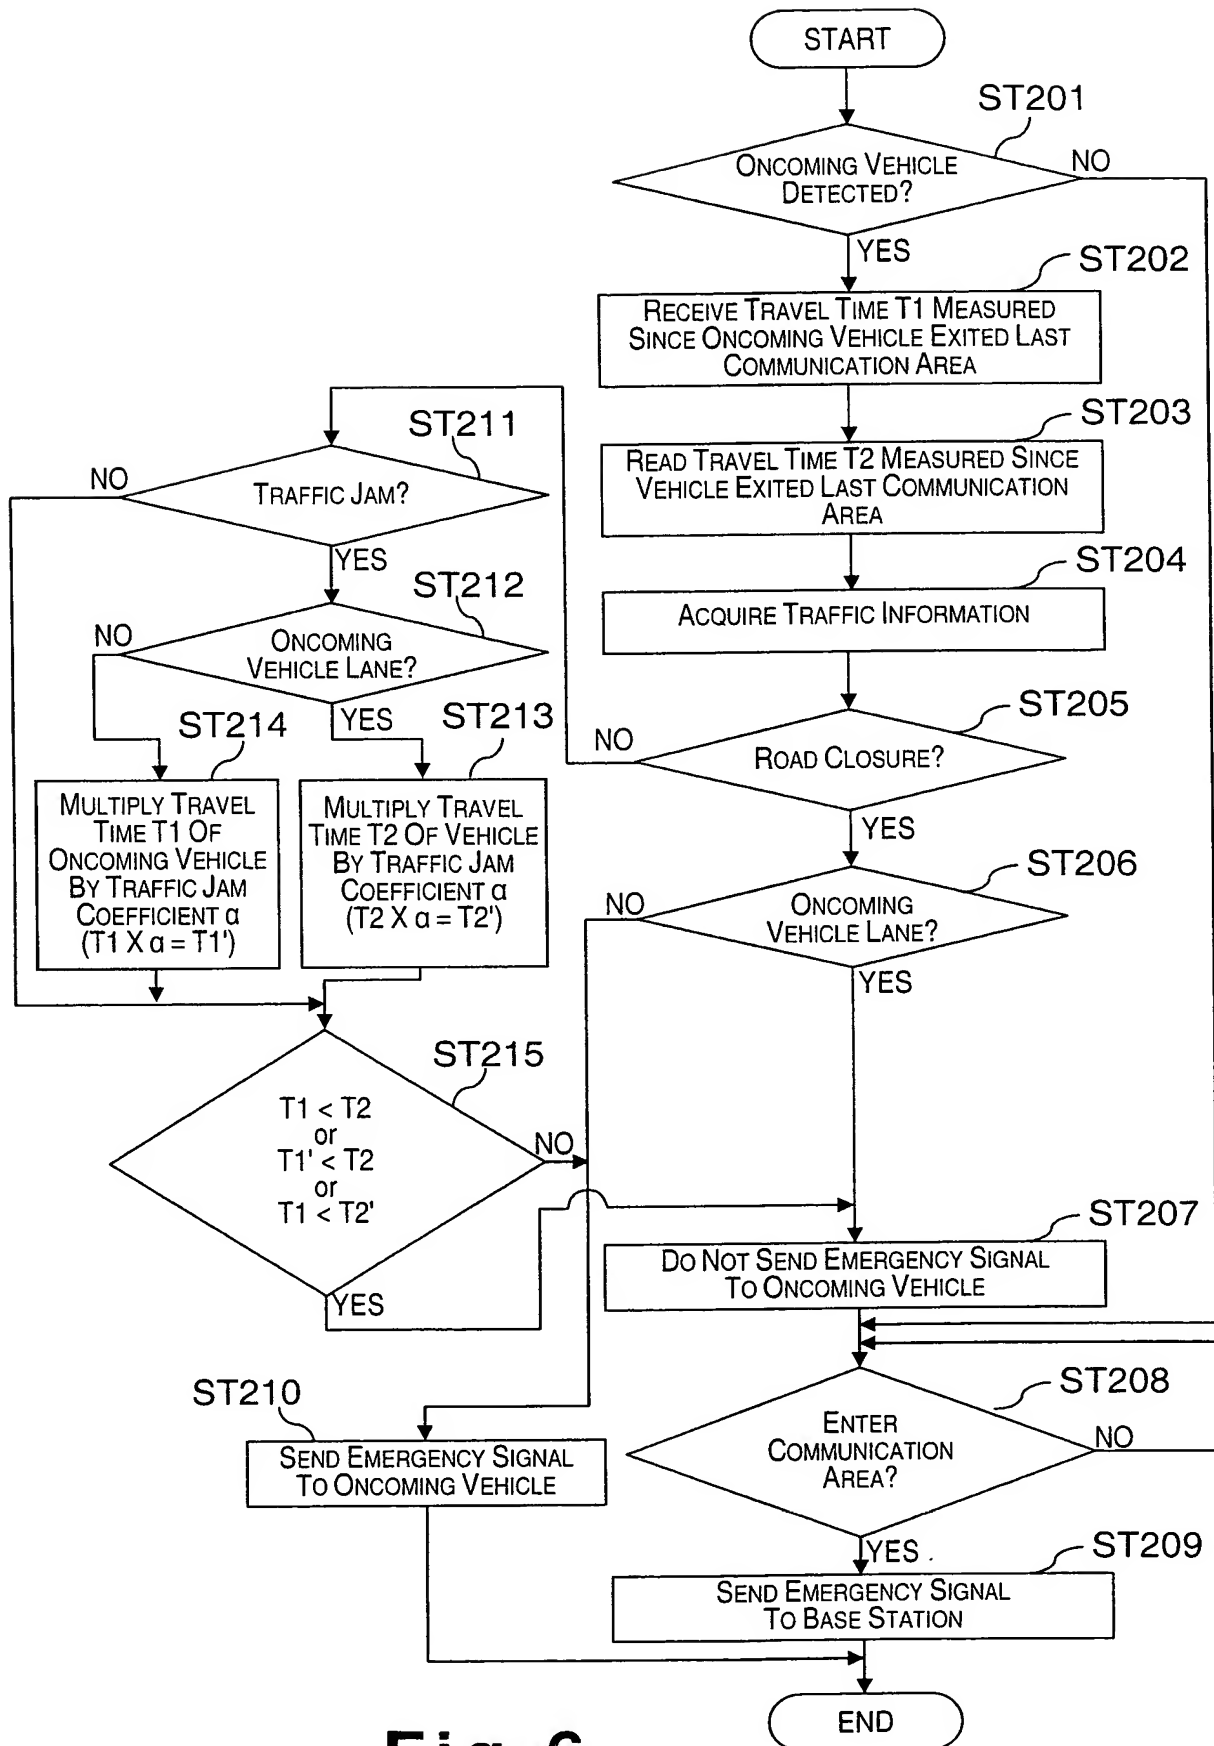 START
ST201
ONCOMING VEHICLE
DETECTED?
NO
YES
ST202
RECEIVE TRAVEL TIME T1 MEASURED
SINCE ONCOMING VEHICLE EXITED LAST
COMMUNICATION AREA
ST203
READ TRAVEL TIME T2 MEASURED SINCE
VEHICLE EXITED LAST COMMUNICATION
AREA
ST204
ACQUIRE TRAFFIC INFORMATION
ST205
ROAD CLOSURE?
NO
YES
ST206
ONCOMING
VEHICLE LANE?
NO
YES
ST211
TRAFFIC JAM?
NO
YES
ST212
ONCOMING
VEHICLE LANE?
NO
YES
ST214
MULTIPLY TRAVEL
TIME T1 OF
ONCOMING VEHICLE
BY TRAFFIC JAM
COEFFICIENT α
(T1 X α = T1')
ST213
MULTIPLY TRAVEL
TIME T2 OF VEHICLE
BY TRAFFIC JAM
COEFFICIENT α
(T2 X α = T2')
ST215
T1 < T2
or
T1' < T2
or
T1 < T2'
NO
YES
ST207
DO NOT SEND EMERGENCY SIGNAL
TO ONCOMING VEHICLE
ST208
ENTER
COMMUNICATION
AREA?
NO
YES
ST210
SEND EMERGENCY SIGNAL
TO ONCOMING VEHICLE
ST209
SEND EMERGENCY SIGNAL
TO BASE STATION
END
Fig. 6